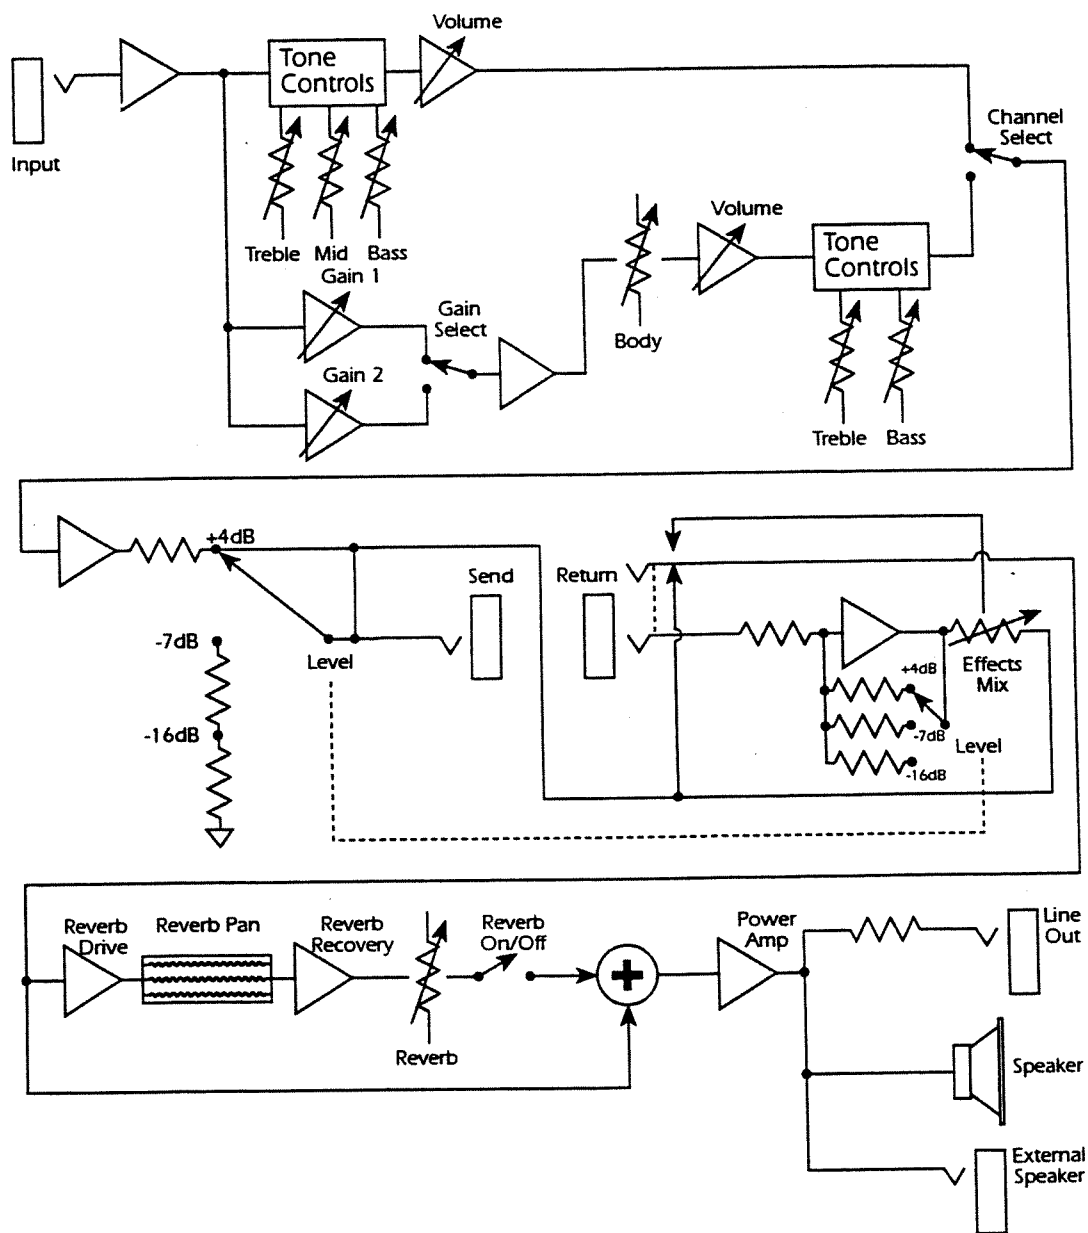 Volume
Tone
Controls
Input
Channel
Select
Treble
Mid
Bass
Volume
Tone
Controls
Gain 1
Gain
Select
Body
Gain 2
Treble
Bass
+4dB
Send
Return
-7dB
Level
Effects
Mix
+4dB
-16dB
-7dB
Level
-16dB
Reverb
Drive
Reverb Pan
Reverb
Recovery
Reverb
On/Off
Power
Amp
Line
Out
Reverb
Speaker
External
Speaker